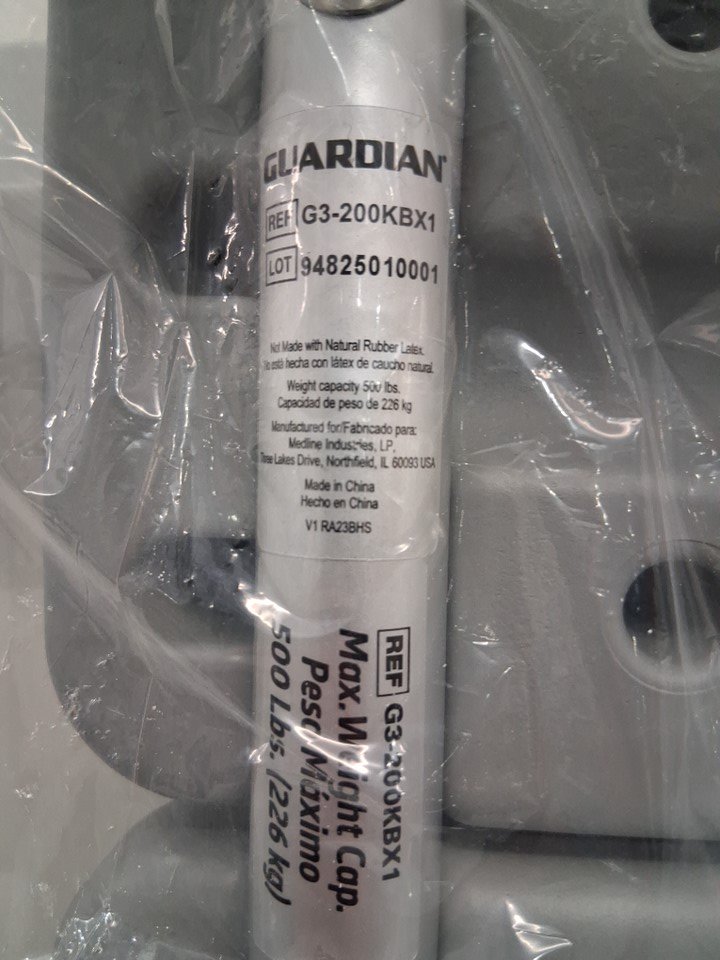 GUARDIAN®
REF G3-200KBX1
LOT 94825010001
Not Made with Natural Rubber Latex.
No está hecha con látex de caucho natural.
Weight capacity 500 lbs.
Capacidad de peso de 226 kg
Manufactured for/Fabricado para:
Medline Industries, LP,
Three Lakes Drive, Northfield, IL 60093 USA
Made in China
Hecho en China
V1 RA23BHS
REF G3-200KBX1
Max. Weight Cap.
Peso Máximo
500 Lbs. (226 kg)